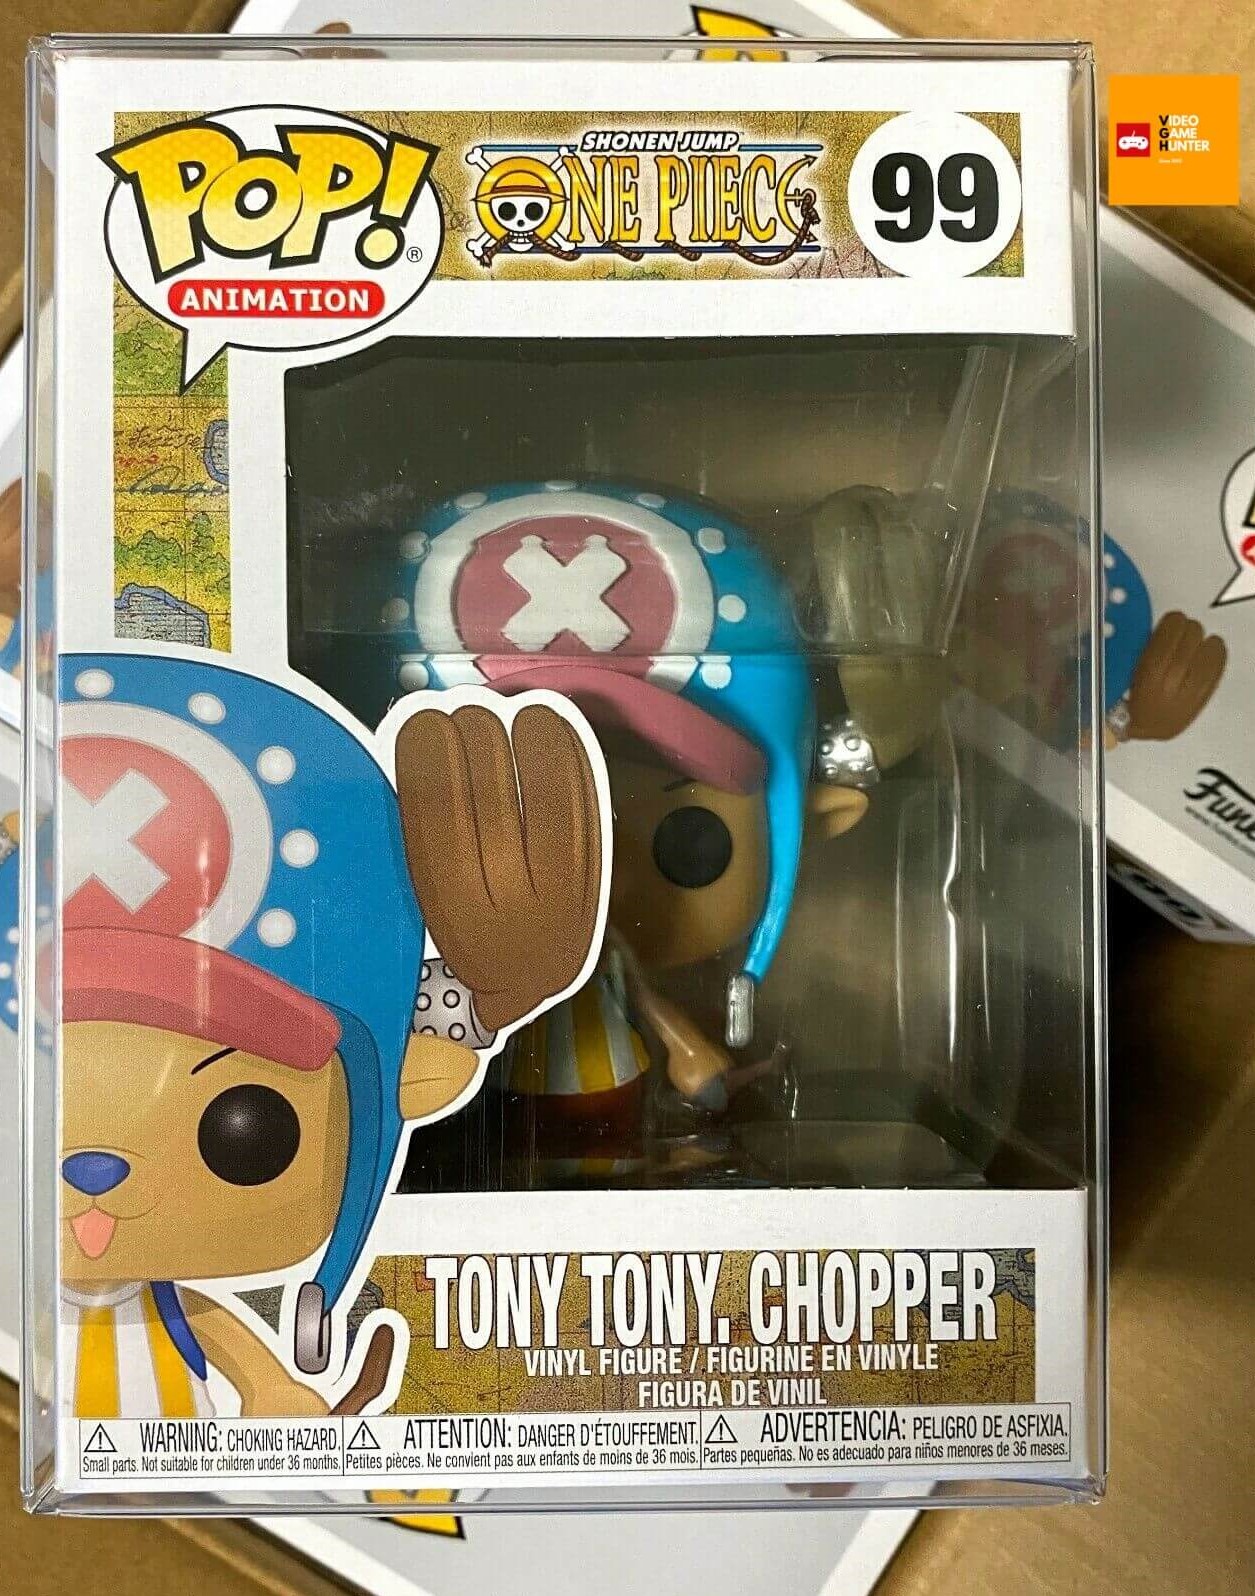 POP!®
ANIMATION
SHONEN JUMP
ONE PIECE
99
VIDEO
GAME
HUNTER
TONY TONY. CHOPPER
VINYL FIGURE / FIGURINE EN VINYLE
FIGURA DE VINIL
WARNING: CHOKING HAZARD.
Small parts. Not suitable for children under 36 months.
ATTENTION: DANGER D'ÉTOUFFEMENT.
Petites pièces. Ne convient pas aux enfants de moins de 36 mois.
ADVERTENCIA: PELIGRO DE ASFIXIA.
Partes pequeñas. No es adecuado para niños menores de 36 meses.